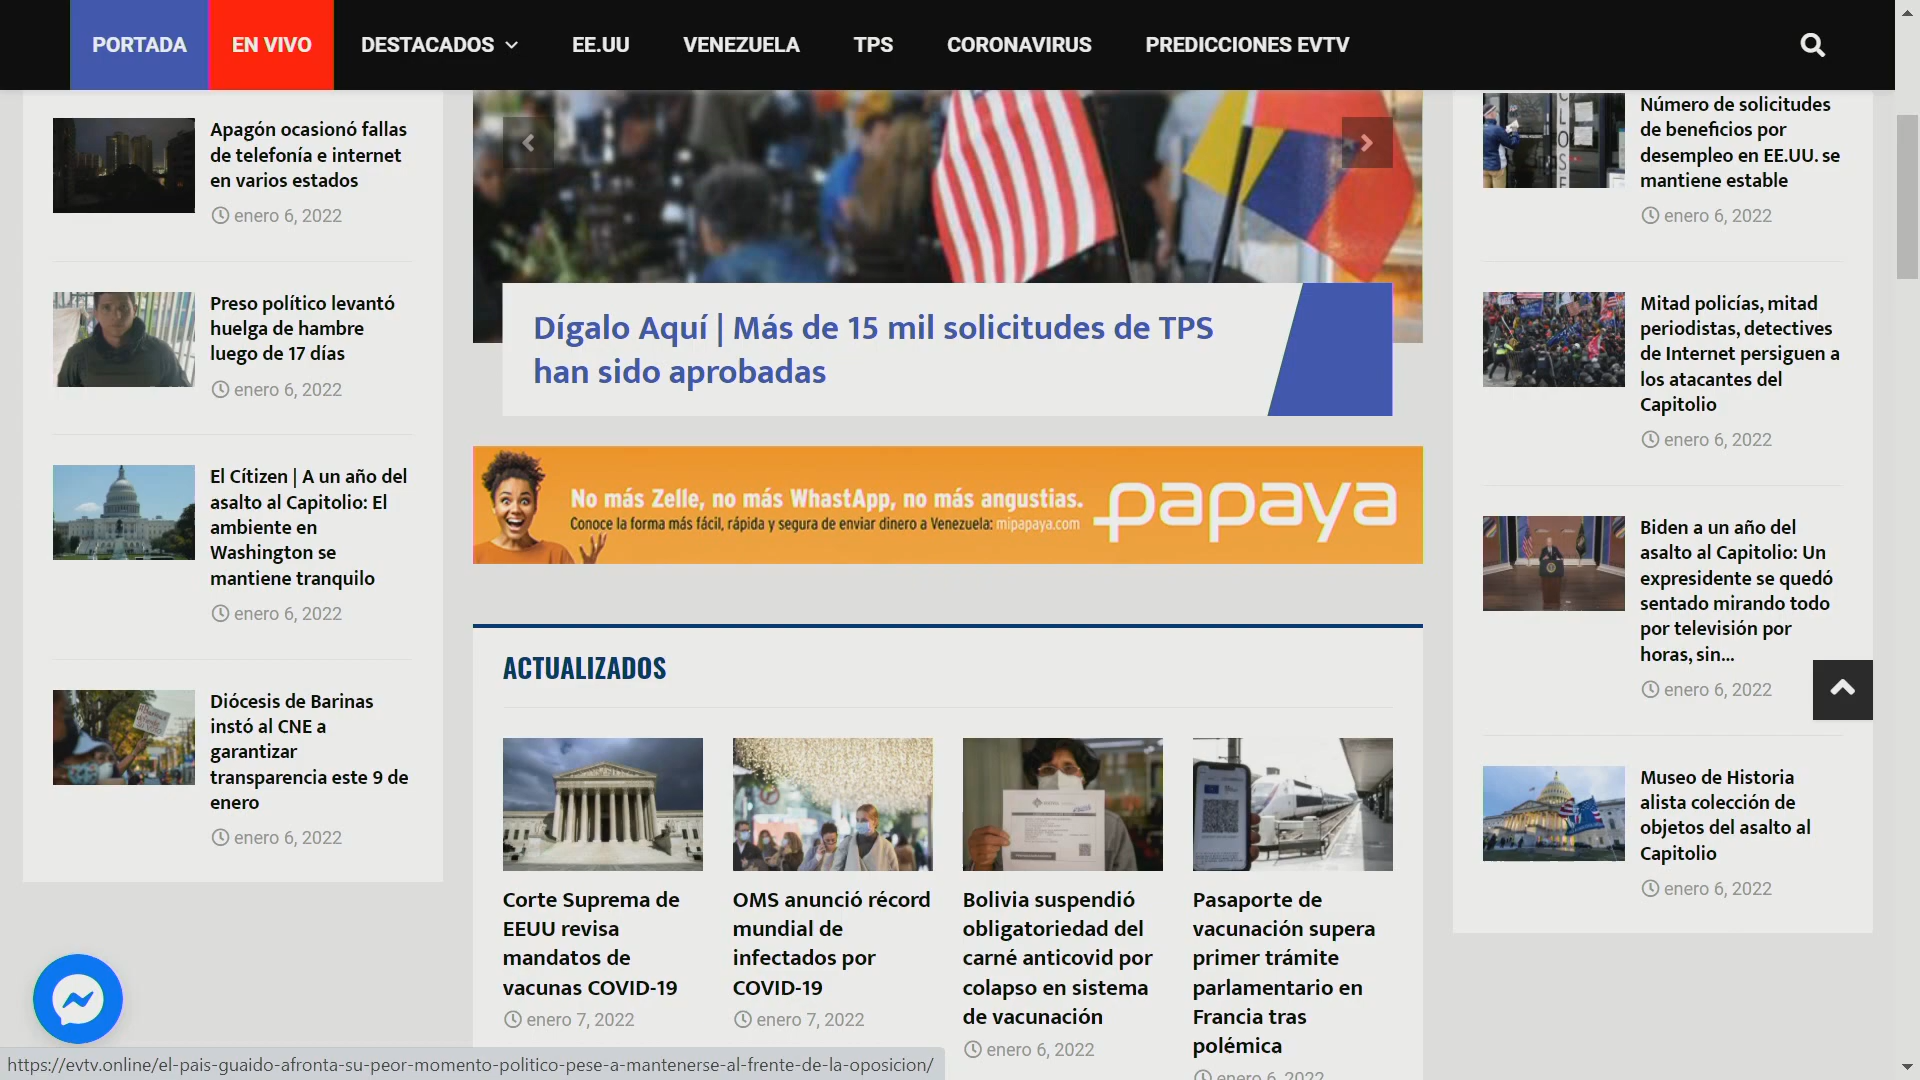 PORTADA
EN VIVO
DESTACADOS
EE.UU
VENEZUELA
TPS
CORONAVIRUS
PREDICCIONES EVTV
Apagón ocasionó fallas
de telefonía e internet
en varios estados
enero 6, 2022
Preso político levantó
huelga de hambre
luego de 17 días
enero 6, 2022
El Cítizen | A un año del
asalto al Capitolio: El
ambiente en
Washington se
mantiene tranquilo
enero 6, 2022
Diócesis de Barinas
instó al CNE a
garantizar
transparencia este 9 de
enero
enero 6, 2022
Dígalo Aquí | Más de 15 mil solicitudes de TPS
han sido aprobadas
No más Zelle, no más WhastApp, no más angustias.
Conoce la forma más fácil, rápida y segura de enviar dinero a Venezuela: mipapaya.com
papaya
ACTUALIZADOS
Corte Suprema de
EEUU revisa
mandatos de
vacunas COVID-19
enero 7, 2022
OMS anunció récord
mundial de
infectados por
COVID-19
enero 7, 2022
Bolivia suspendió
obligatoriedad del
carné anticovid por
colapso en sistema
de vacunación
enero 6, 2022
Pasaporte de
vacunación supera
primer trámite
parlamentario en
Francia tras
polémica
enero 6, 2022
CLOSE
Número de solicitudes
de beneficios por
desempleo en EE.UU. se
mantiene estable
enero 6, 2022
Mitad policías, mitad
periodistas, detectives
de Internet persiguen a
los atacantes del
Capitolio
enero 6, 2022
Biden a un año del
asalto al Capitolio: Un
expresidente se quedó
sentado mirando todo
por televisión por
horas, sin...
enero 6, 2022
Museo de Historia
alista colección de
objetos del asalto al
Capitolio
enero 6, 2022
https://evtv.online/el-pais-guaido-afronta-su-peor-momento-politico-pese-a-mantenerse-al-frente-de-la-oposicion/